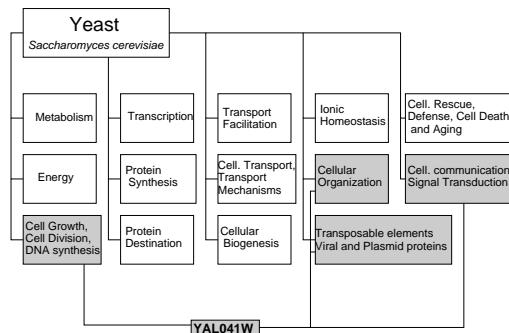 Yeast
Saccharomyces cerevisiae
Metabolism
Transcription
Transport
Facilitation
Ionic
Homeostasis
Cell. Rescue,
Defense, Cell Death
and Aging
Energy
Protein
Synthesis
Cell. Transport,
Transport
Mechanisms
Cellular
Organization
Cell. communication
Signal Transduction
Cell Growth,
Cell Division,
DNA synthesis
Protein
Destination
Cellular
Biogenesis
Transposable elements
Viral and Plasmid proteins
YAL041W